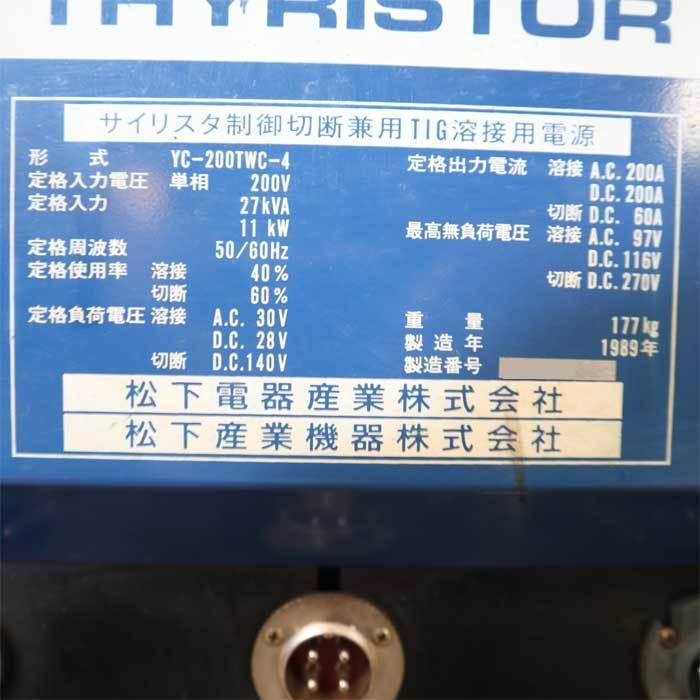 THYRISTOR
サイリスタ制御切断兼用TIG溶接用電源
形式 YC-200TWC-4
定格入力電圧 単相 200V
定格入力 27kVA
11kW
定格周波数 50/60Hz
定格使用率 溶接 40%
切断 60%
定格負荷電圧 溶接 A.C. 30V
D.C. 28V
切断 D.C.140V
定格出力電流 溶接 A.C. 200A
D.C. 200A
切断 D.C. 60A
最高無負荷電圧 溶接 A.C. 97V
D.C. 116V
切断 D.C. 270V
重量 177kg
製造年 1989年
製造番号
松下電器産業株式会社
松下産業機器株式会社